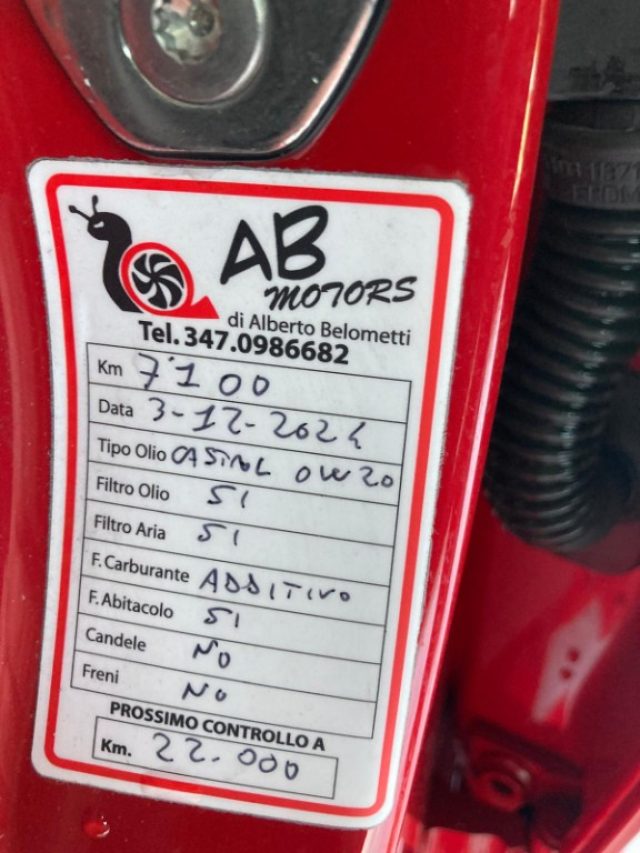 AB
MOTORS
di Alberto Belometti
Tel. 347.0986682
Km 7100
Data 3-12-2024
Tipo Olio CASTROL 0W20
Filtro Olio SI
Filtro Aria SI
F. Carburante ADDITIVO
F. Abitacolo SI
Candele NO
Freni NO
PROSSIMO CONTROLLO A
Km. 22.000